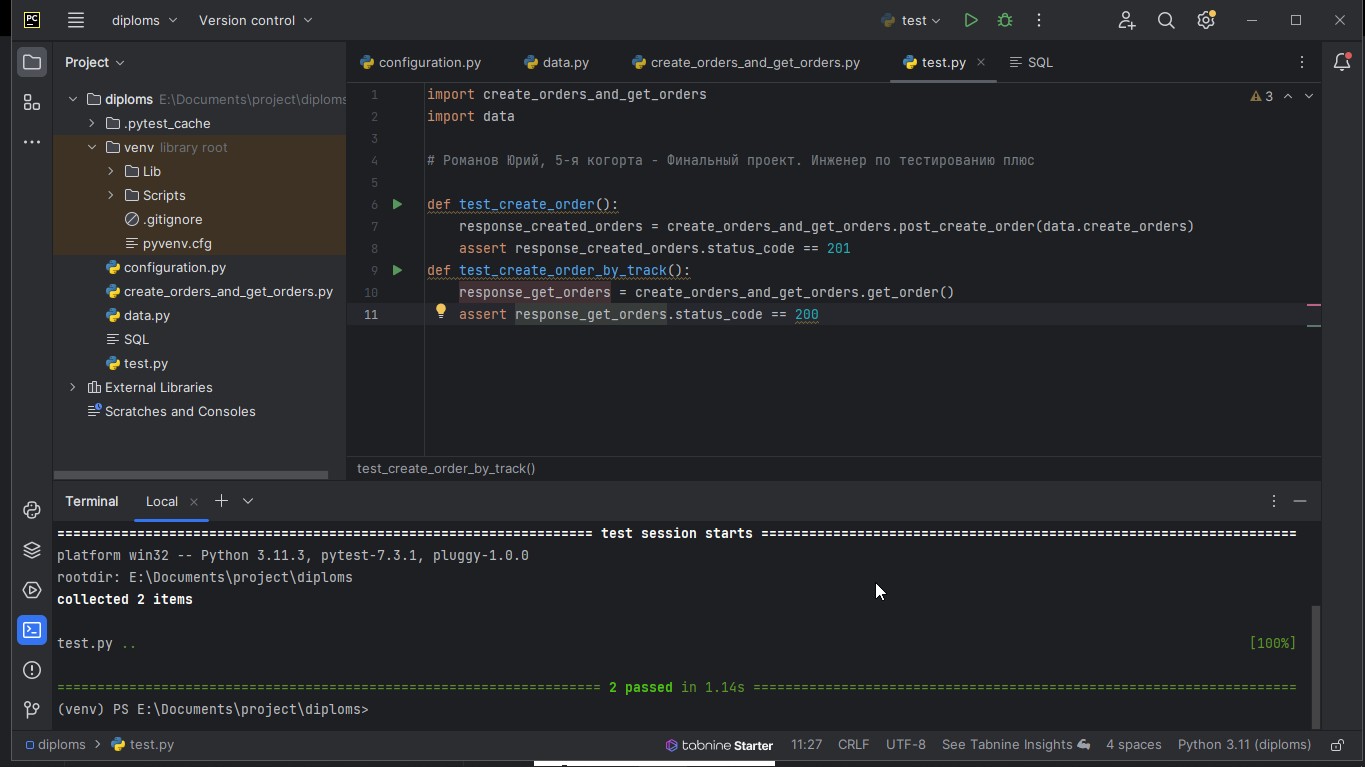 PC diploms Version control test
Project
configuration.py data.py create_orders_and_get_orders.py test.py SQL
diploms E:\Documents\project\diploms
.pytest_cache
venv library root
Lib
Scripts
.gitignore
pyvenv.cfg
configuration.py
create_orders_and_get_orders.py
data.py
SQL
test.py
External Libraries
Scratches and Consoles
3
1 import create_orders_and_get_orders
2 import data
3
4 # Романов Юрий, 5-я когорта - Финальный проект. Инженер по тестированию плюс
5
6 def test_create_order():
7 response_created_orders = create_orders_and_get_orders.post_create_order(data.create_orders)
8 assert response_created_orders.status_code == 201
9 def test_create_order_by_track():
10 response_get_orders = create_orders_and_get_orders.get_order()
11 assert response_get_orders.status_code == 200
test_create_order_by_track()
Terminal Local
=================================================================== test session starts ===================================================================
platform win32 -- Python 3.11.3, pytest-7.3.1, pluggy-1.0.0
rootdir: E:\Documents\project\diploms
collected 2 items
test.py .. [100%]
==================================================================== 2 passed in 1.14s ====================================================================
(venv) PS E:\Documents\project\diploms>
diploms > test.py tabnine Starter 11:27 CRLF UTF-8 See Tabnine Insights 4 spaces Python 3.11 (diploms)